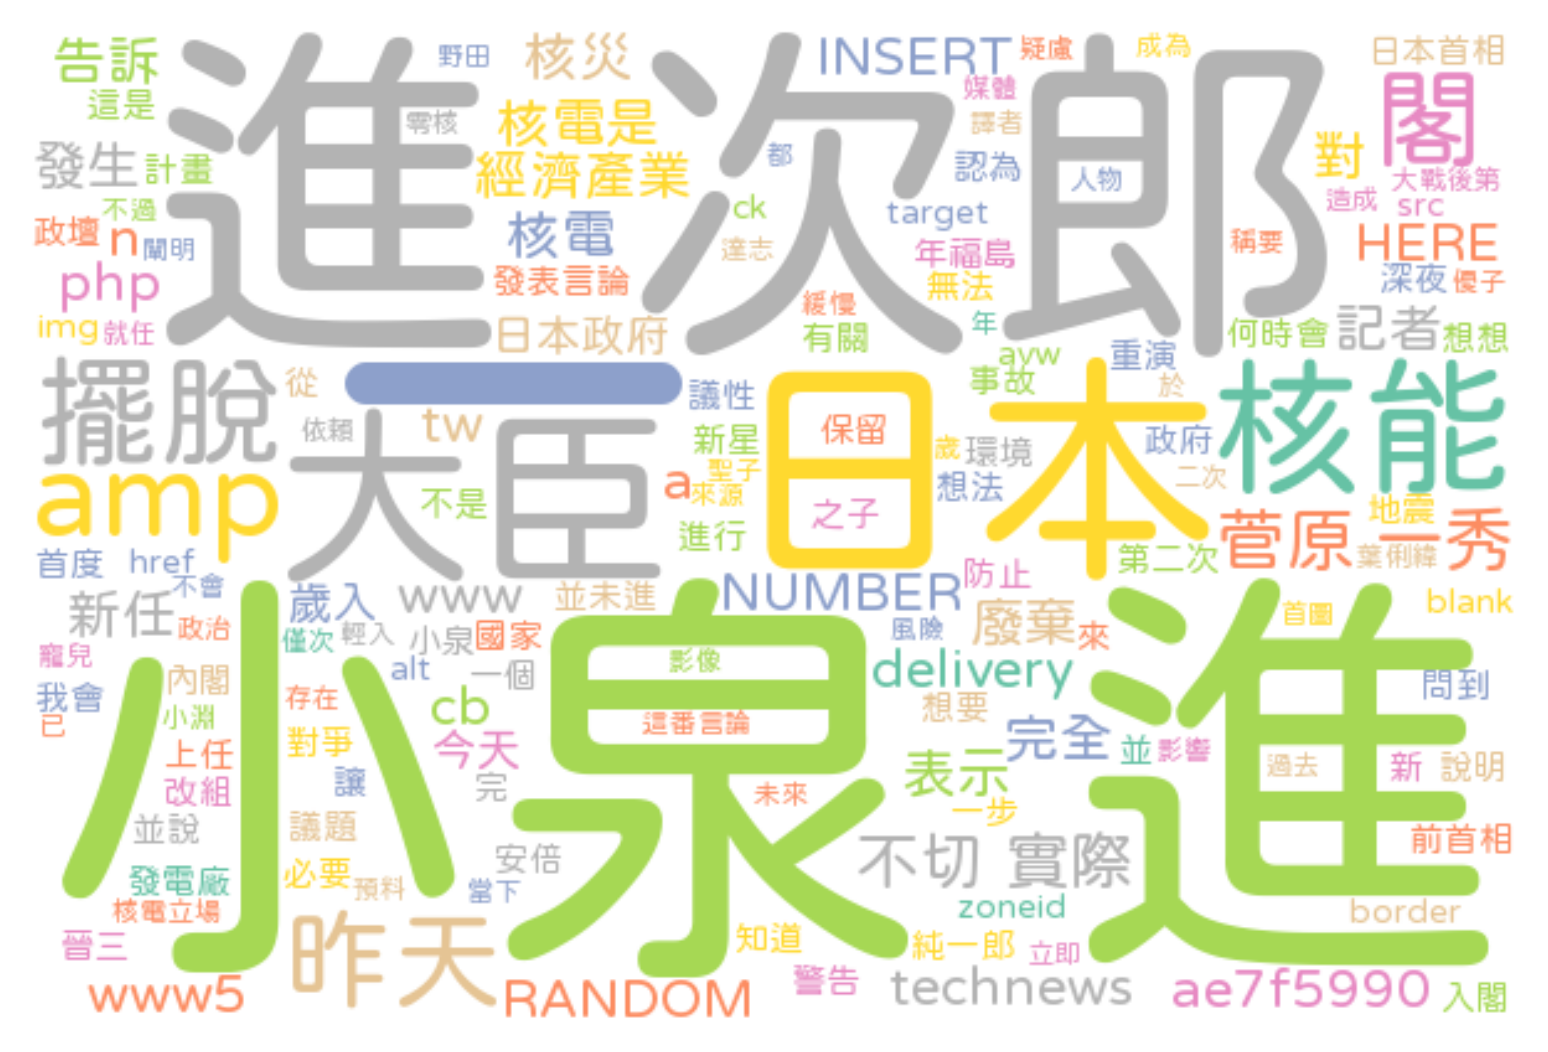 告訴
野田
核災
INSERT
疑慮
成為
日本首相
進次郎
這是
零核
核電是
媒體
譯者
閣
發生
計畫
經濟產業
都
認為
人物
對
大戰後第
不過
政壇
n
闡明
核電
ck
達志
target
年福島
造成
src
稱要
HERE
php
發表言論
無法
深夜
優子
img
就任
日本政府
緩慢
有關
年
何時會
記者
想想
擺脫
從
一
議性
ayw
事故
重演
於
核能
依賴
tw
新星
日本
保留
歲
環境
政府
amp
大臣
不是
聖子
a
來源
之子
想法
二次
地震
菅原一秀
進行
第二次
葉俐緯
首度
href
不會
歲入
www
並未進
NUMBER
防止
新任
政治
僅次
輕入
小泉
國家
風險
廢棄
來
首圖
blank
寵兒
小泉進
內閣
alt
一個
影像
delivery
問到
我會
已
小淵
存在
cb
這番言論
想要
完全
並
影響
上任
對爭
今天
表示
過去
新
說明
改組
讓
完
未來
一步
並說
議題
安倍
不切實際
前首相
發電廠
必要
預料
當下
核電立場
zoneid
border
晉三
昨天
知道
純一郎
立即
www5
RANDOM
警告
technews
ae7f5990
入閣